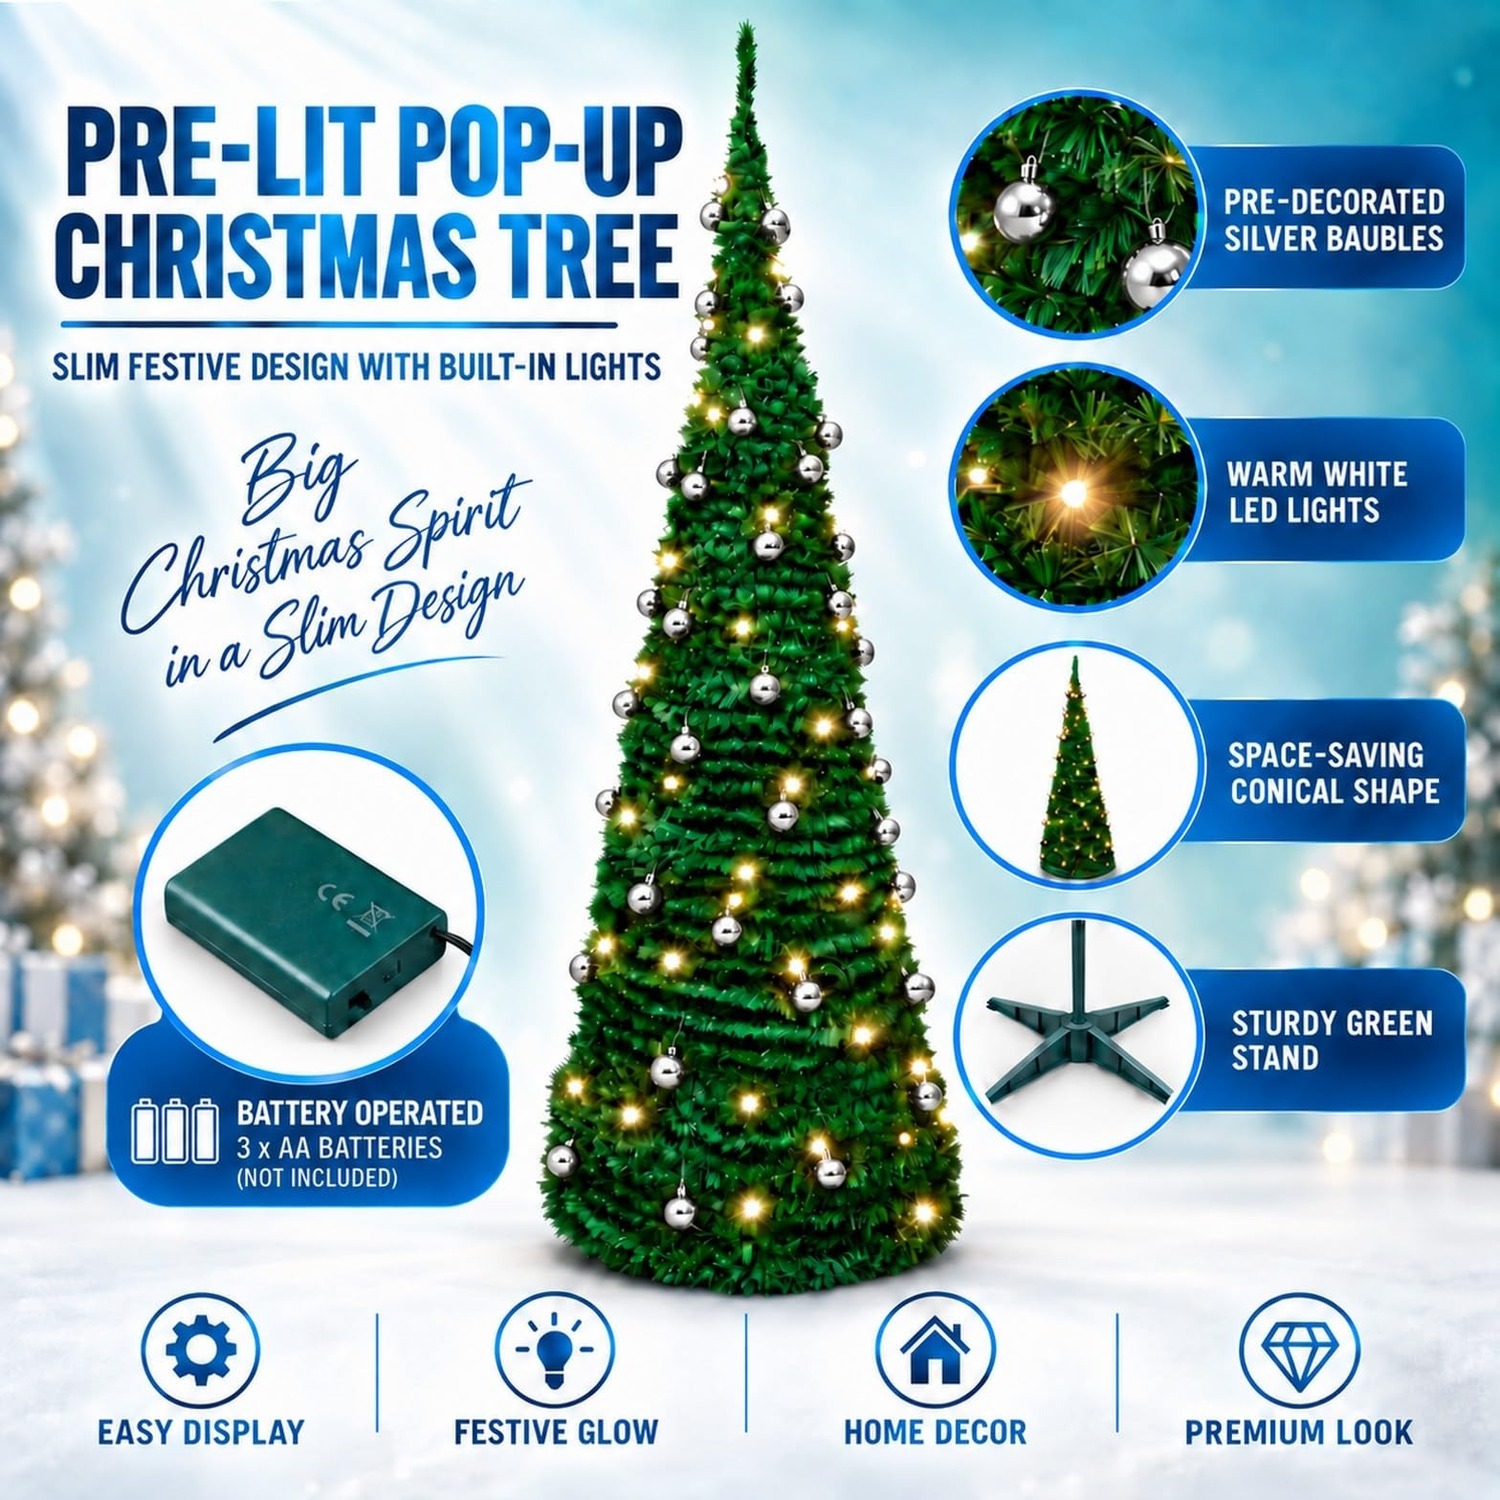 PRE-LIT POP-UP
CHRISTMAS TREE
SLIM FESTIVE DESIGN WITH BUILT-IN LIGHTS
Big
Christmas Spirit
in a Slim Design
CE
BATTERY OPERATED
3 x AA BATTERIES
(NOT INCLUDED)
PRE-DECORATED
SILVER BAUBLES
WARM WHITE
LED LIGHTS
SPACE-SAVING
CONICAL SHAPE
STURDY GREEN
STAND
EASY DISPLAY
FESTIVE GLOW
HOME DECOR
PREMIUM LOOK